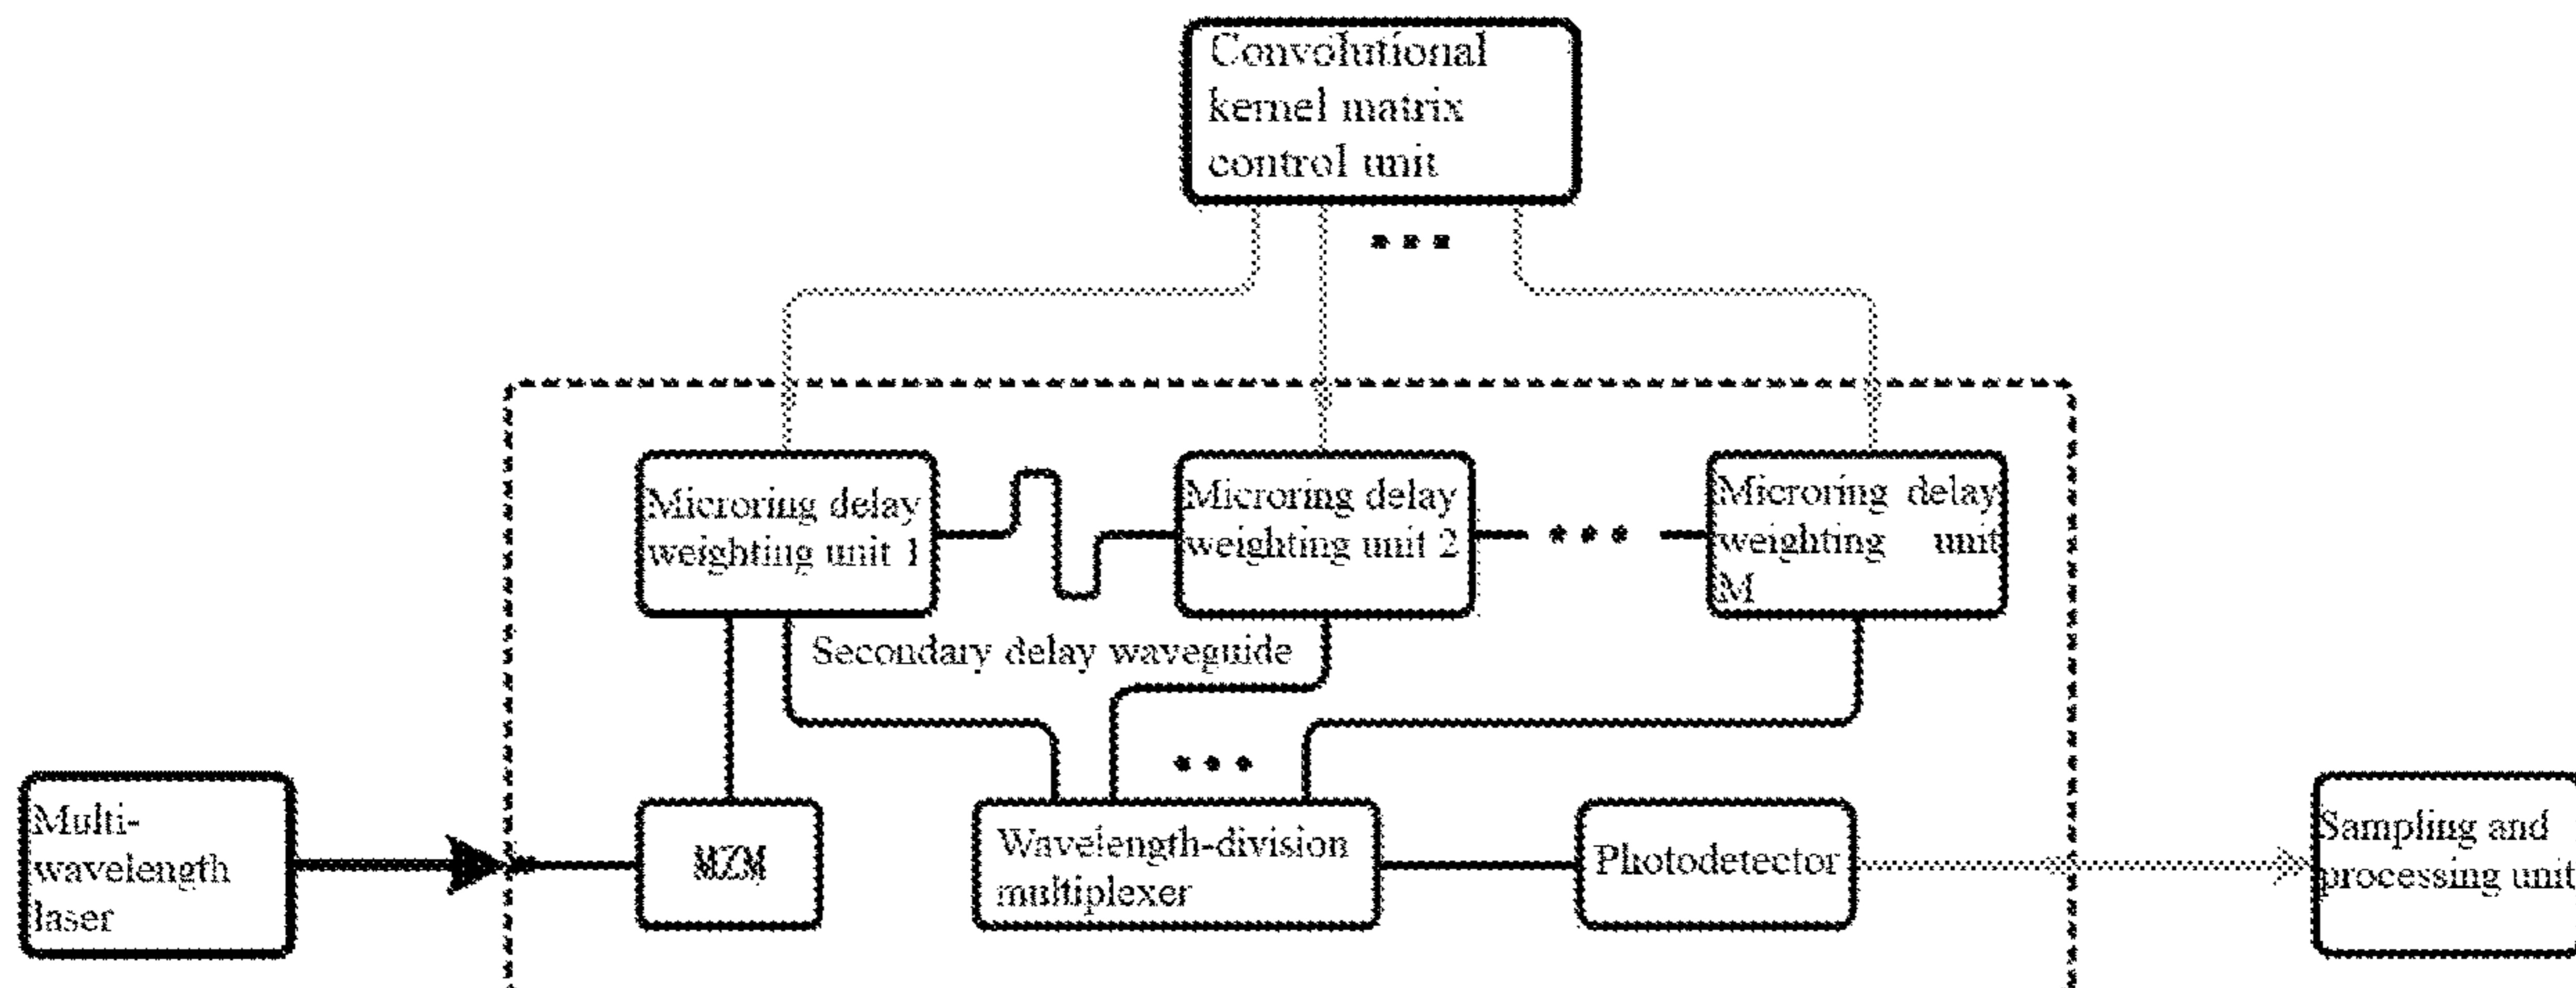 Convolutional
kernel matrix
control unit
Microring delay
weighting unit 1
Microring delay
weighting unit 2
Microring delay
weighting unit
M
Secondary delay waveguide
Multi-
wavelength
laser
MZM
Wavelength-division
multiplexer
Photodetector
Sampling and
processing unit